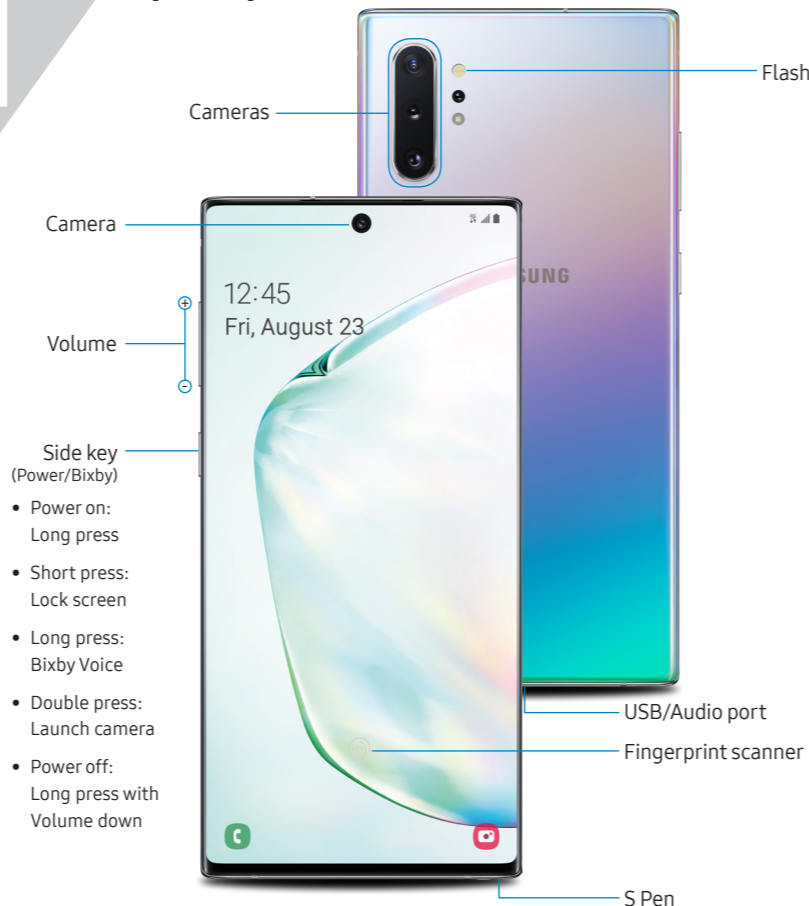 Flash
Cameras
Camera
12:45
Fri, August 23
SUNG
Volume
+
-
Side key
(Power/Bixby)
• Power on:
Long press
• Short press:
Lock screen
• Long press:
Bixby Voice
• Double press:
Launch camera
• Power off:
Long press with
Volume down
USB/Audio port
Fingerprint scanner
S Pen